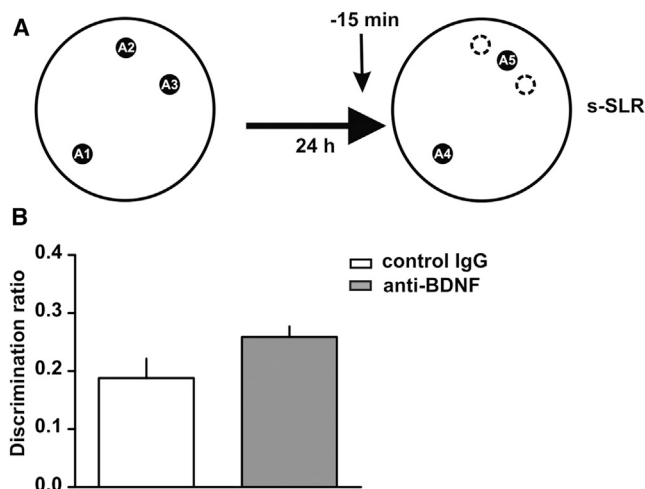 A
A1
A2
A3
-15 min
24 h
A4
A5
s-SLR
B
Discrimination ratio
0.4
0.3
0.2
0.1
0.0
control IgG
anti-BDNF